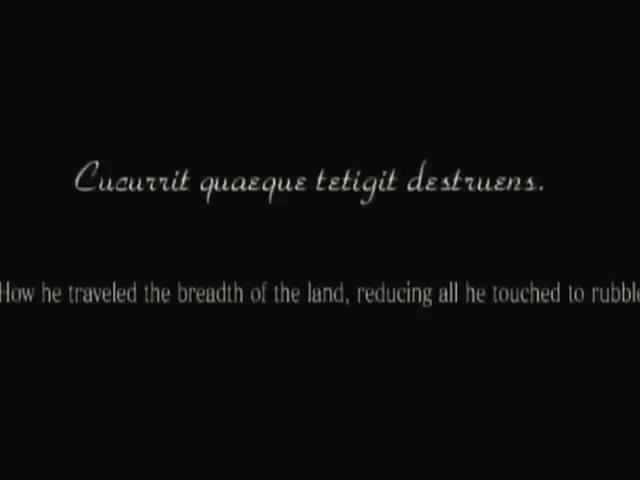 Cucurrit quaeque tetigit destruens.
How he traveled the breadth of the land, reducing all he touched to rubble